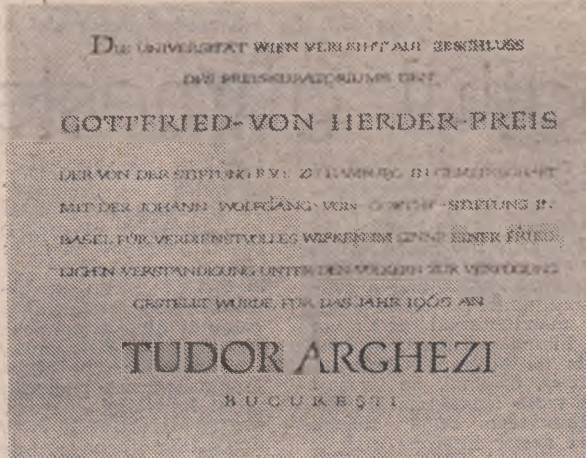 DIE UNIVERSITÄT WIEN VERLEIHT AUF BESCHLUSS
DES PREISKURATORIUMS DEN
GOTTFRIED-VON HERDER-PREIS
DER VON DER STIFTUNG F.V.S. ZU HAMBURG IN GEMEINSCHAFT
MIT DER JOHANN WOLFGANG VON GOETHE-STIFTUNG IN
BASEL FÜR VERDIENSTVOLLES WIRKEN IM SINNE EINER FRIED-
LICHEN VERSTÄNDIGUNG UNTER DEN VÖLKERN ZUR VERFÜGUNG
GESTELLT WURDE, FÜR DAS JAHR AN
TUDOR ARGHEZI
BUCUREȘTI